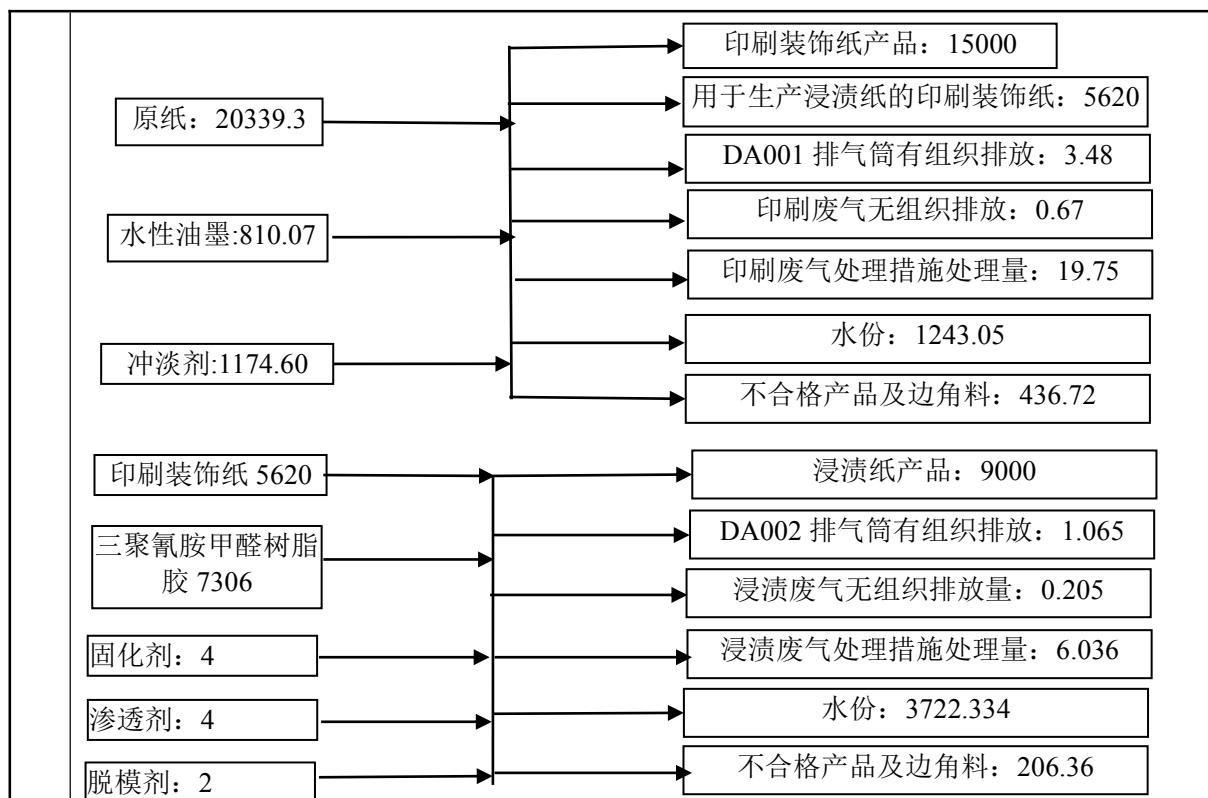 印刷装饰纸产品：15000
用于生产浸渍纸的印刷装饰纸：5620
原纸：20339.3
DA001 排气筒有组织排放：3.48
印刷废气无组织排放：0.67
水性油墨:810.07
印刷废气处理措施处理量：19.75
水份：1243.05
冲淡剂:1174.60
不合格产品及边角料：436.72
印刷装饰纸 5620
浸渍纸产品：9000
三聚氰胺甲醛树脂
胶 7306
DA002 排气筒有组织排放：1.065
浸渍废气无组织排放量：0.205
固化剂：4
浸渍废气处理措施处理量：6.036
渗透剂：4
水份：3722.334
脱模剂：2
不合格产品及边角料：206.36